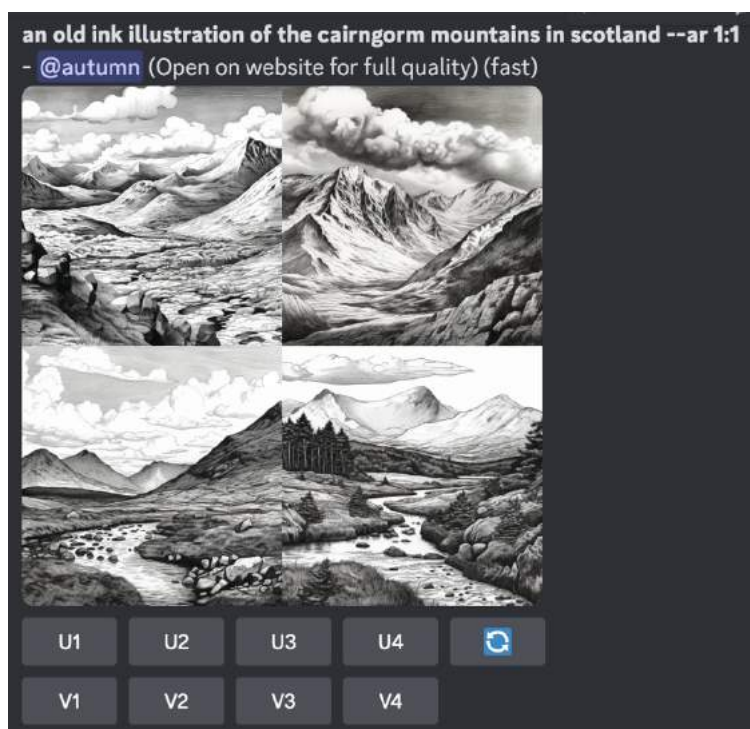 an old ink illustration of the cairngorm mountains in scotland --ar 1:1
- @autumn (Open on website for full quality) (fast)
U1 U2 U3 U4
V1 V2 V3 V4